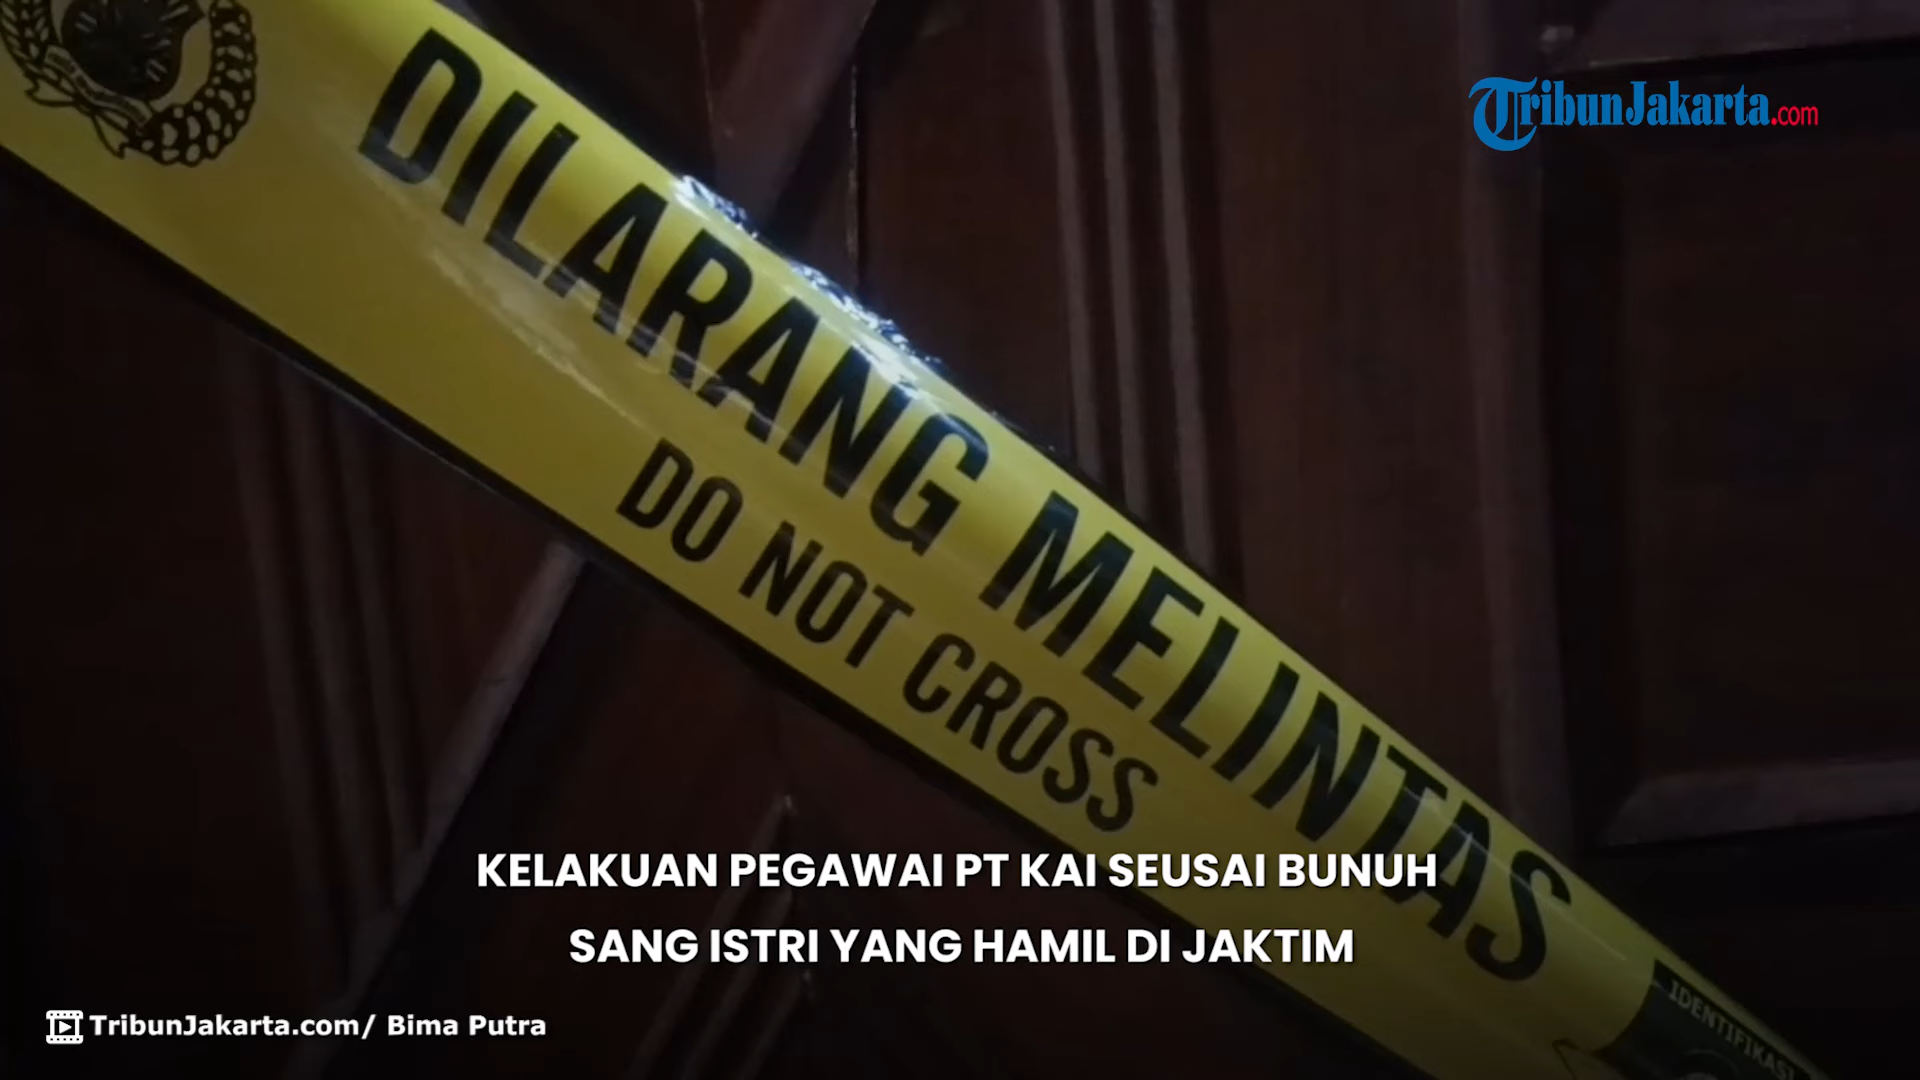 TribunJakarta.com
DILARANG MELINTAS
DO NOT CROSS
IDENTIFIKASI
KELAKUAN PEGAWAI PT KAI SEUSAI BUNUH
SANG ISTRI YANG HAMIL DI JAKTIM
TribunJakarta.com/ Bima Putra